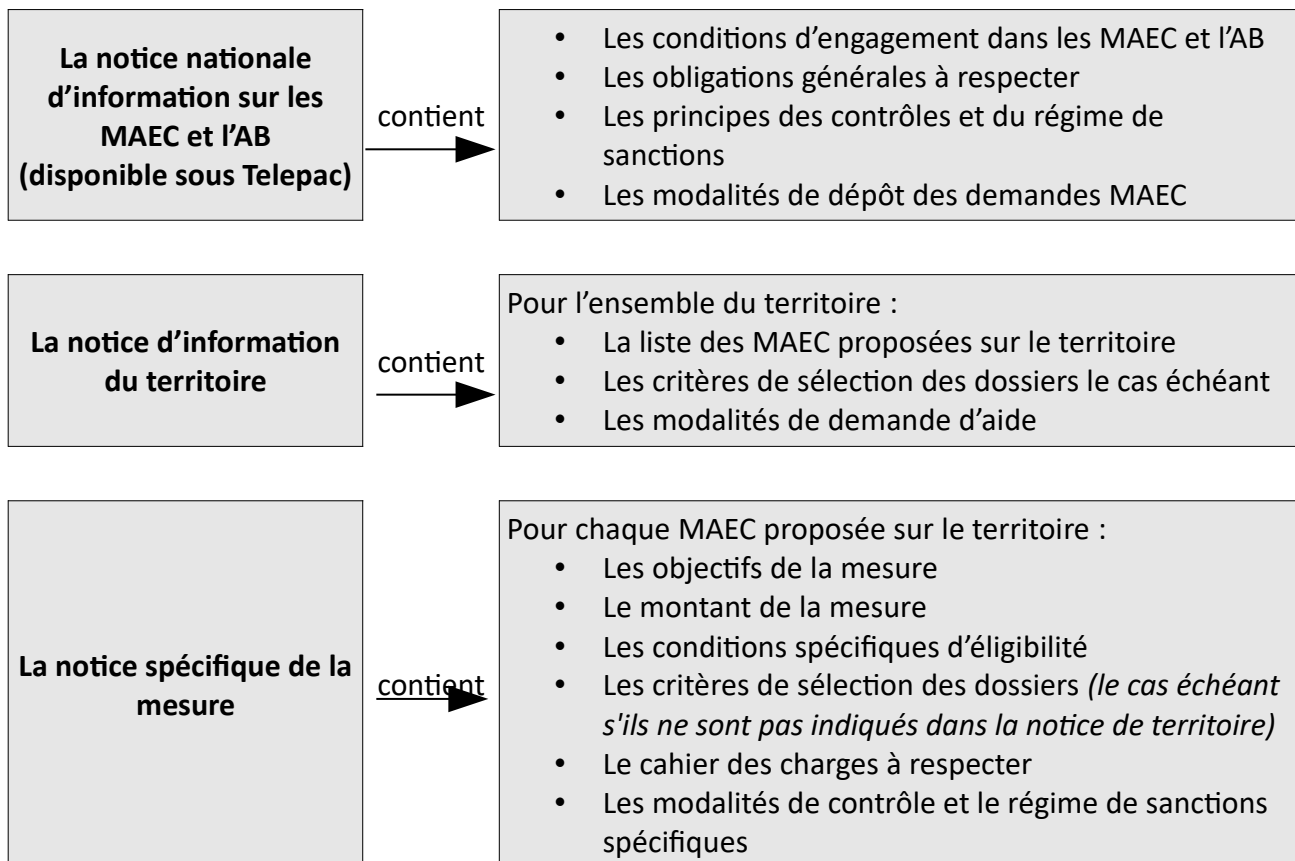 La notice nationale
d’information sur les
MAEC et l’AB
(disponible sous Telepac)
contient
• Les conditions d’engagement dans les MAEC et l’AB
• Les obligations générales à respecter
• Les principes des contrôles et du régime de
sanctions
• Les modalités de dépôt des demandes MAEC
La notice d’information
du territoire
contient
Pour l’ensemble du territoire :
• La liste des MAEC proposées sur le territoire
• Les critères de sélection des dossiers le cas échéant
• Les modalités de demande d’aide
La notice spécifique de la
mesure
contient
Pour chaque MAEC proposée sur le territoire :
• Les objectifs de la mesure
• Le montant de la mesure
• Les conditions spécifiques d’éligibilité
• Les critères de sélection des dossiers (le cas échéant
s'ils ne sont pas indiqués dans la notice de territoire)
• Le cahier des charges à respecter
• Les modalités de contrôle et le régime de sanctions
spécifiques